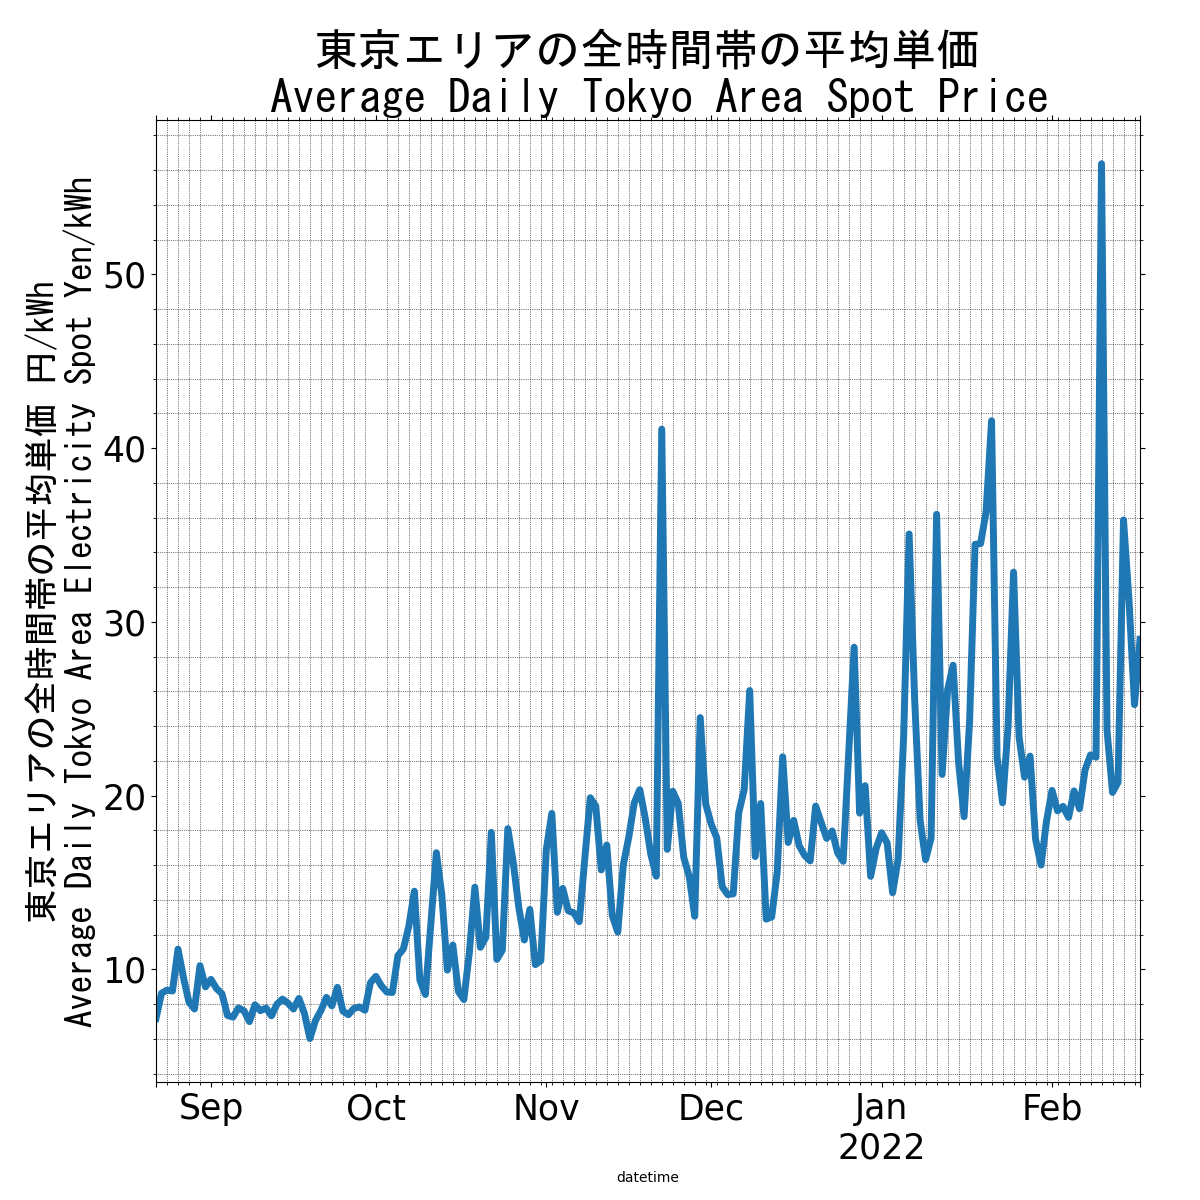 東京エリアの全時間帯の平均単価
Average Daily Tokyo Area Spot Price
東京エリアの全時間帯の平均単価 円/kWh
Average Daily Tokyo Area Electricity Spot Yen/kWh
50
40
30
20
10
Sep Oct Nov Dec Jan Feb
2022
datetime